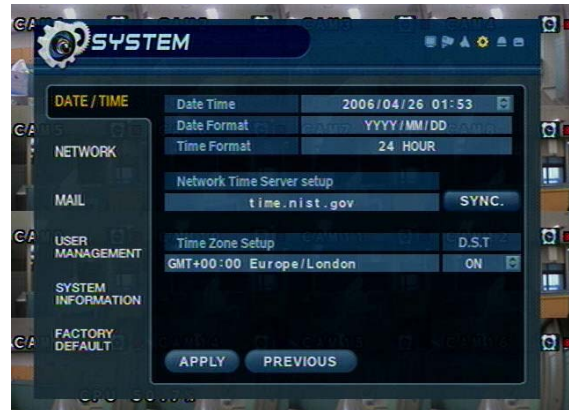 SYSTEM
DATE / TIME
Date Time 2006/04/26 01:53
Date Format YYYY/MM/DD
Time Format 24 HOUR
NETWORK
Network Time Server setup
MAIL
time.nist.gov SYNC.
USER MANAGEMENT
Time Zone Setup D.S.T
GMT+00:00 Europe/London ON
SYSTEM INFORMATION
FACTORY DEFAULT
APPLY PREVIOUS